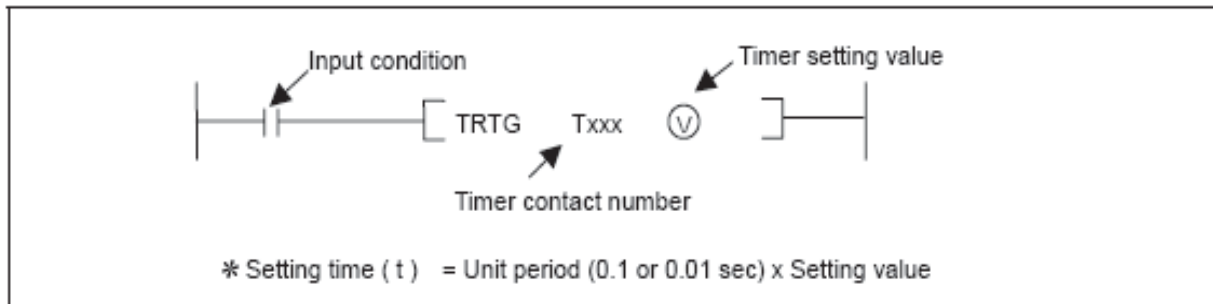 Input condition
Timer setting value
TRTG Txxx V
Timer contact number
* Setting time ( t ) = Unit period (0.1 or 0.01 sec) x Setting value